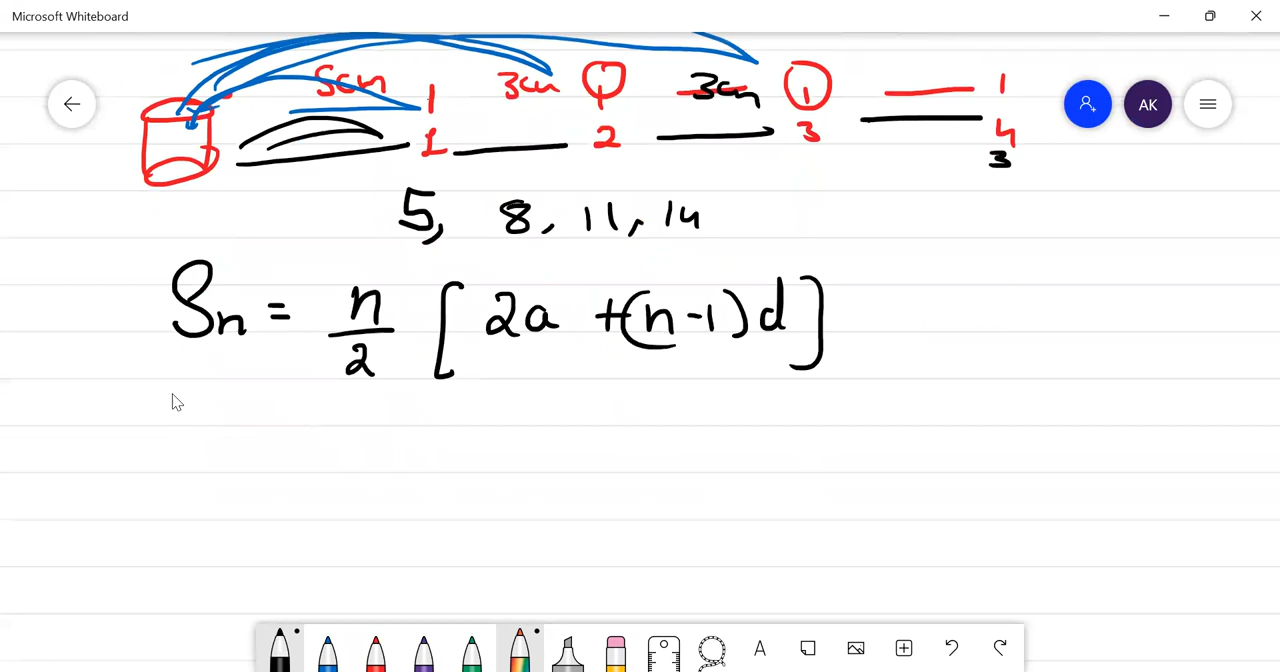 Microsoft Whiteboard
5cm 1 3cm 1 3cm 1 1
1 2 3 4
AK
3
5, 8, 11, 14
Sn = n/2 [2a + (n-1)d]
A